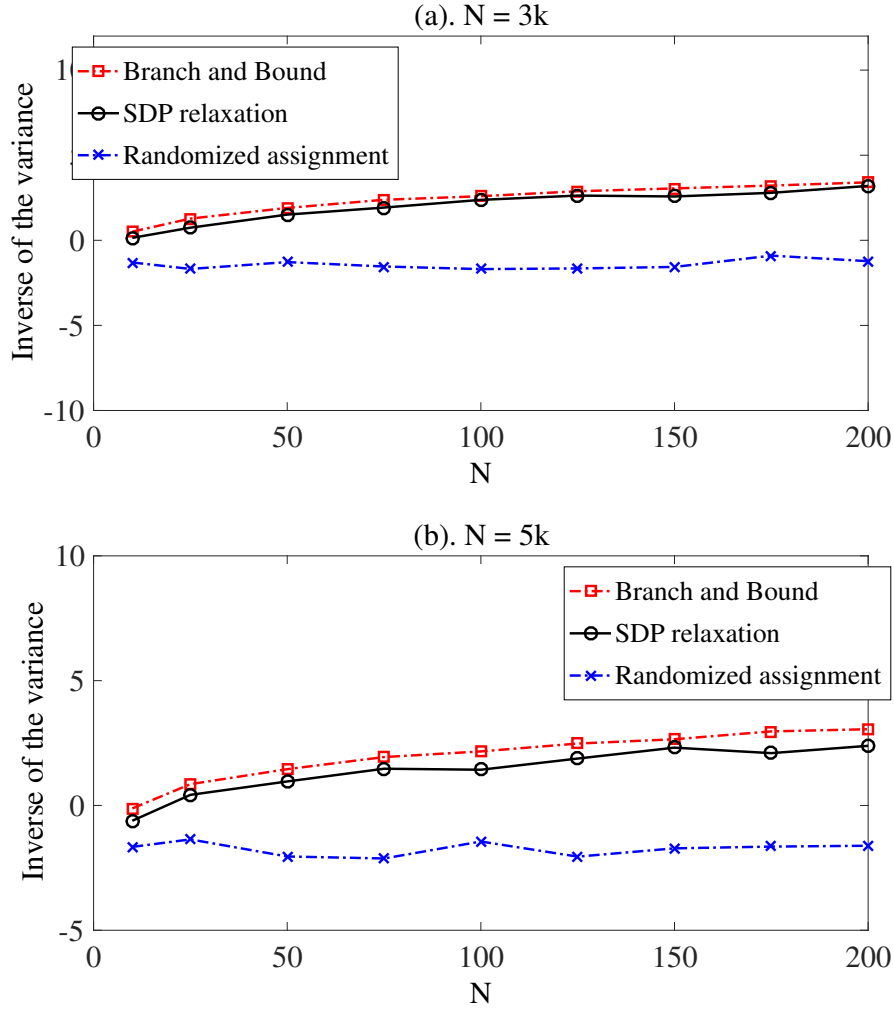 (a). N = 3k
Inverse of the variance
Branch and Bound
SDP relaxation
Randomized assignment
0
-5
-10
0
50
100
150
200
N
(b). N = 5k
Inverse of the variance
10
Branch and Bound
SDP relaxation
Randomized assignment
5
0
-5
0
50
100
150
200
N